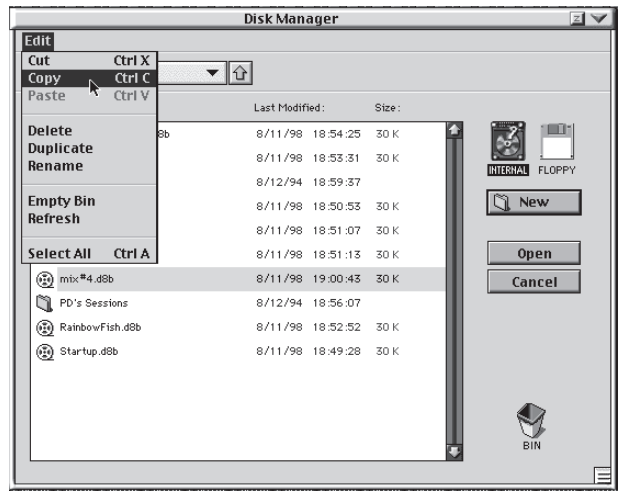 Disk Manager
Edit
Cut Ctrl X
Copy Ctrl C
Paste Ctrl V
Delete
Duplicate
Rename
Empty Bin
Refresh
Select All Ctrl A
Last Modified: Size:
8b 8/11/98 18:54:25 30 K
8/11/98 18:53:31 30 K
8/12/94 18:59:37
8/11/98 18:50:53 30 K
8/11/98 18:51:07 30 K
8/11/98 18:51:13 30 K
mix#4.d8b 8/11/98 19:00:43 30 K
PD's Sessions 8/12/94 18:56:07
RainbowFish.d8b 8/11/98 18:52:52 30 K
Startup.d8b 8/11/98 18:49:28 30 K
INTERNAL FLOPPY
New
Open
Cancel
BIN